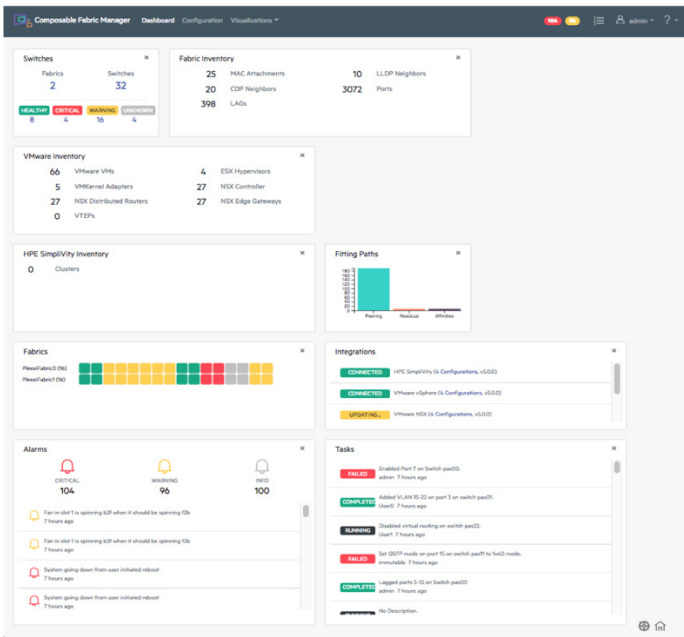 Composable Fabric Manager Dashboard Configuration Visualizations 104 admin ?
Switches
Fabrics Switches
2 32
HEALTHY CRITICAL WARNING UNKNOWN
8 4 16 4
Fabric Inventory
25 MAC Attachments 10 LLDP Neighbors
20 CDP Neighbors 3072 Ports
398 LAGs
VMware Inventory
66 VMware VMs 4 ESX Hypervisors
5 VMKernel Adapters 27 NSX Controller
27 NSX Distributed Routers 27 NSX Edge Gateways
0 VTEPs
HPE SimpliVity Inventory
0 Clusters
Fitting Paths
Peering Residual Affinities
Fabrics
PlexxiFabric0 (16)
PlexxiFabric1 (16)
Integrations
CONNECTED HPE SimpliVity (4 Configurations, v5.0.0)
CONNECTED VMware vSphere (4 Configurations, v5.0.0)
UPDATING... VMware NSX (4 Configurations, v5.0.0)
Alarms
CRITICAL WARNING INFO
104 96 100
Fan in slot 1 is spinning b2f when it should be spinning f2b
7 hours ago
Fan in slot 1 is spinning b2f when it should be spinning f2b
7 hours ago
System going down from user initiated reboot
7 hours ago
System going down from user initiated reboot
7 hours ago
Tasks
FAILED Enabled Port 7 on Switch pas00.
admin 7 hours ago
COMPLETED Added VLAN 15-22 on port 3 on switch pas01.
User0 7 hours ago
RUNNING Disabled virtual routing on switch pas22.
User1 7 hours ago
FAILED Set QSFP mode on port 15 on switch pas11 to 1x40 mode.
immutable 7 hours ago
COMPLETED Lagged ports 5-12 on Switch pas00
admin 7 hours ago
No Description.